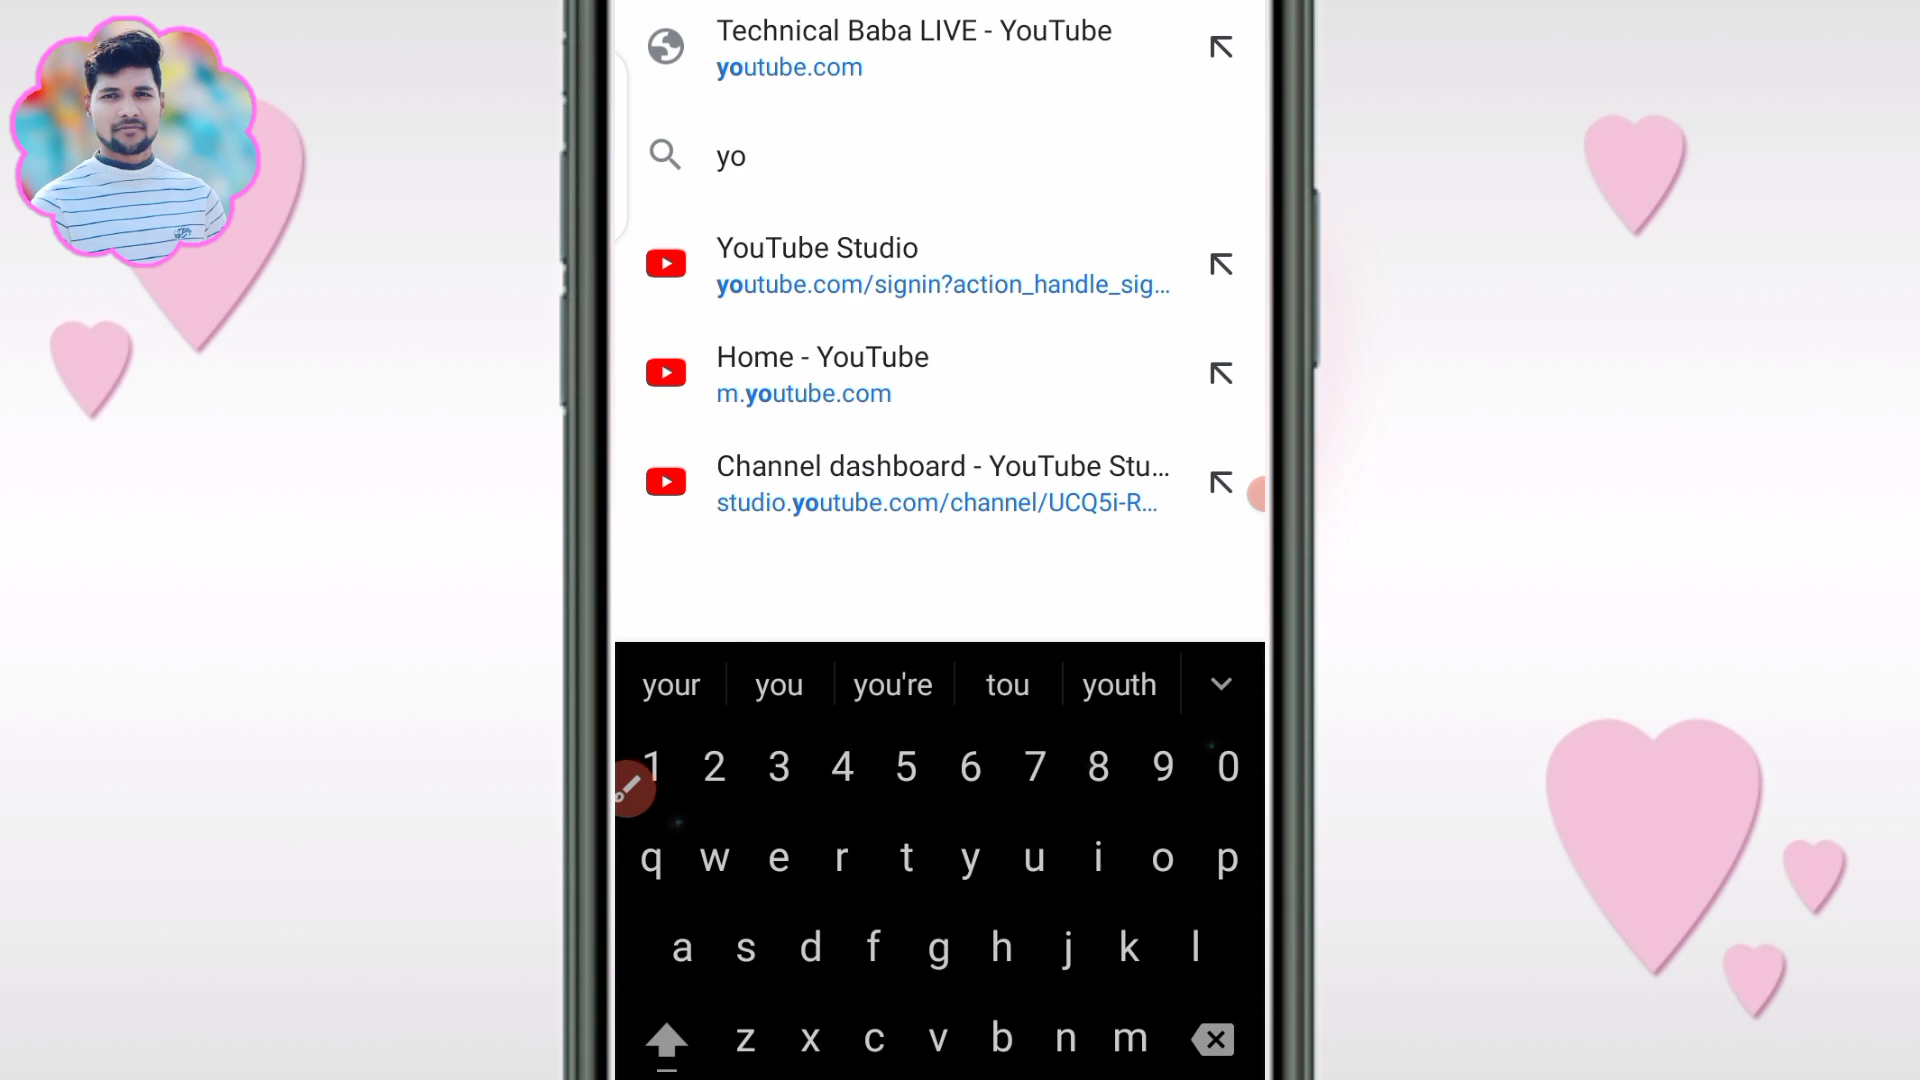 Technical Baba LIVE - YouTube
youtube.com
yo
YouTube Studio
youtube.com/signin?action_handle_sig...
Home - YouTube
m.youtube.com
Channel dashboard - YouTube Stu...
studio.youtube.com/channel/UCQ5i-R...
your you you're tou youth
1 2 3 4 5 6 7 8 9 0
q w e r t y u i o p
a s d f g h j k l
z x c v b n m